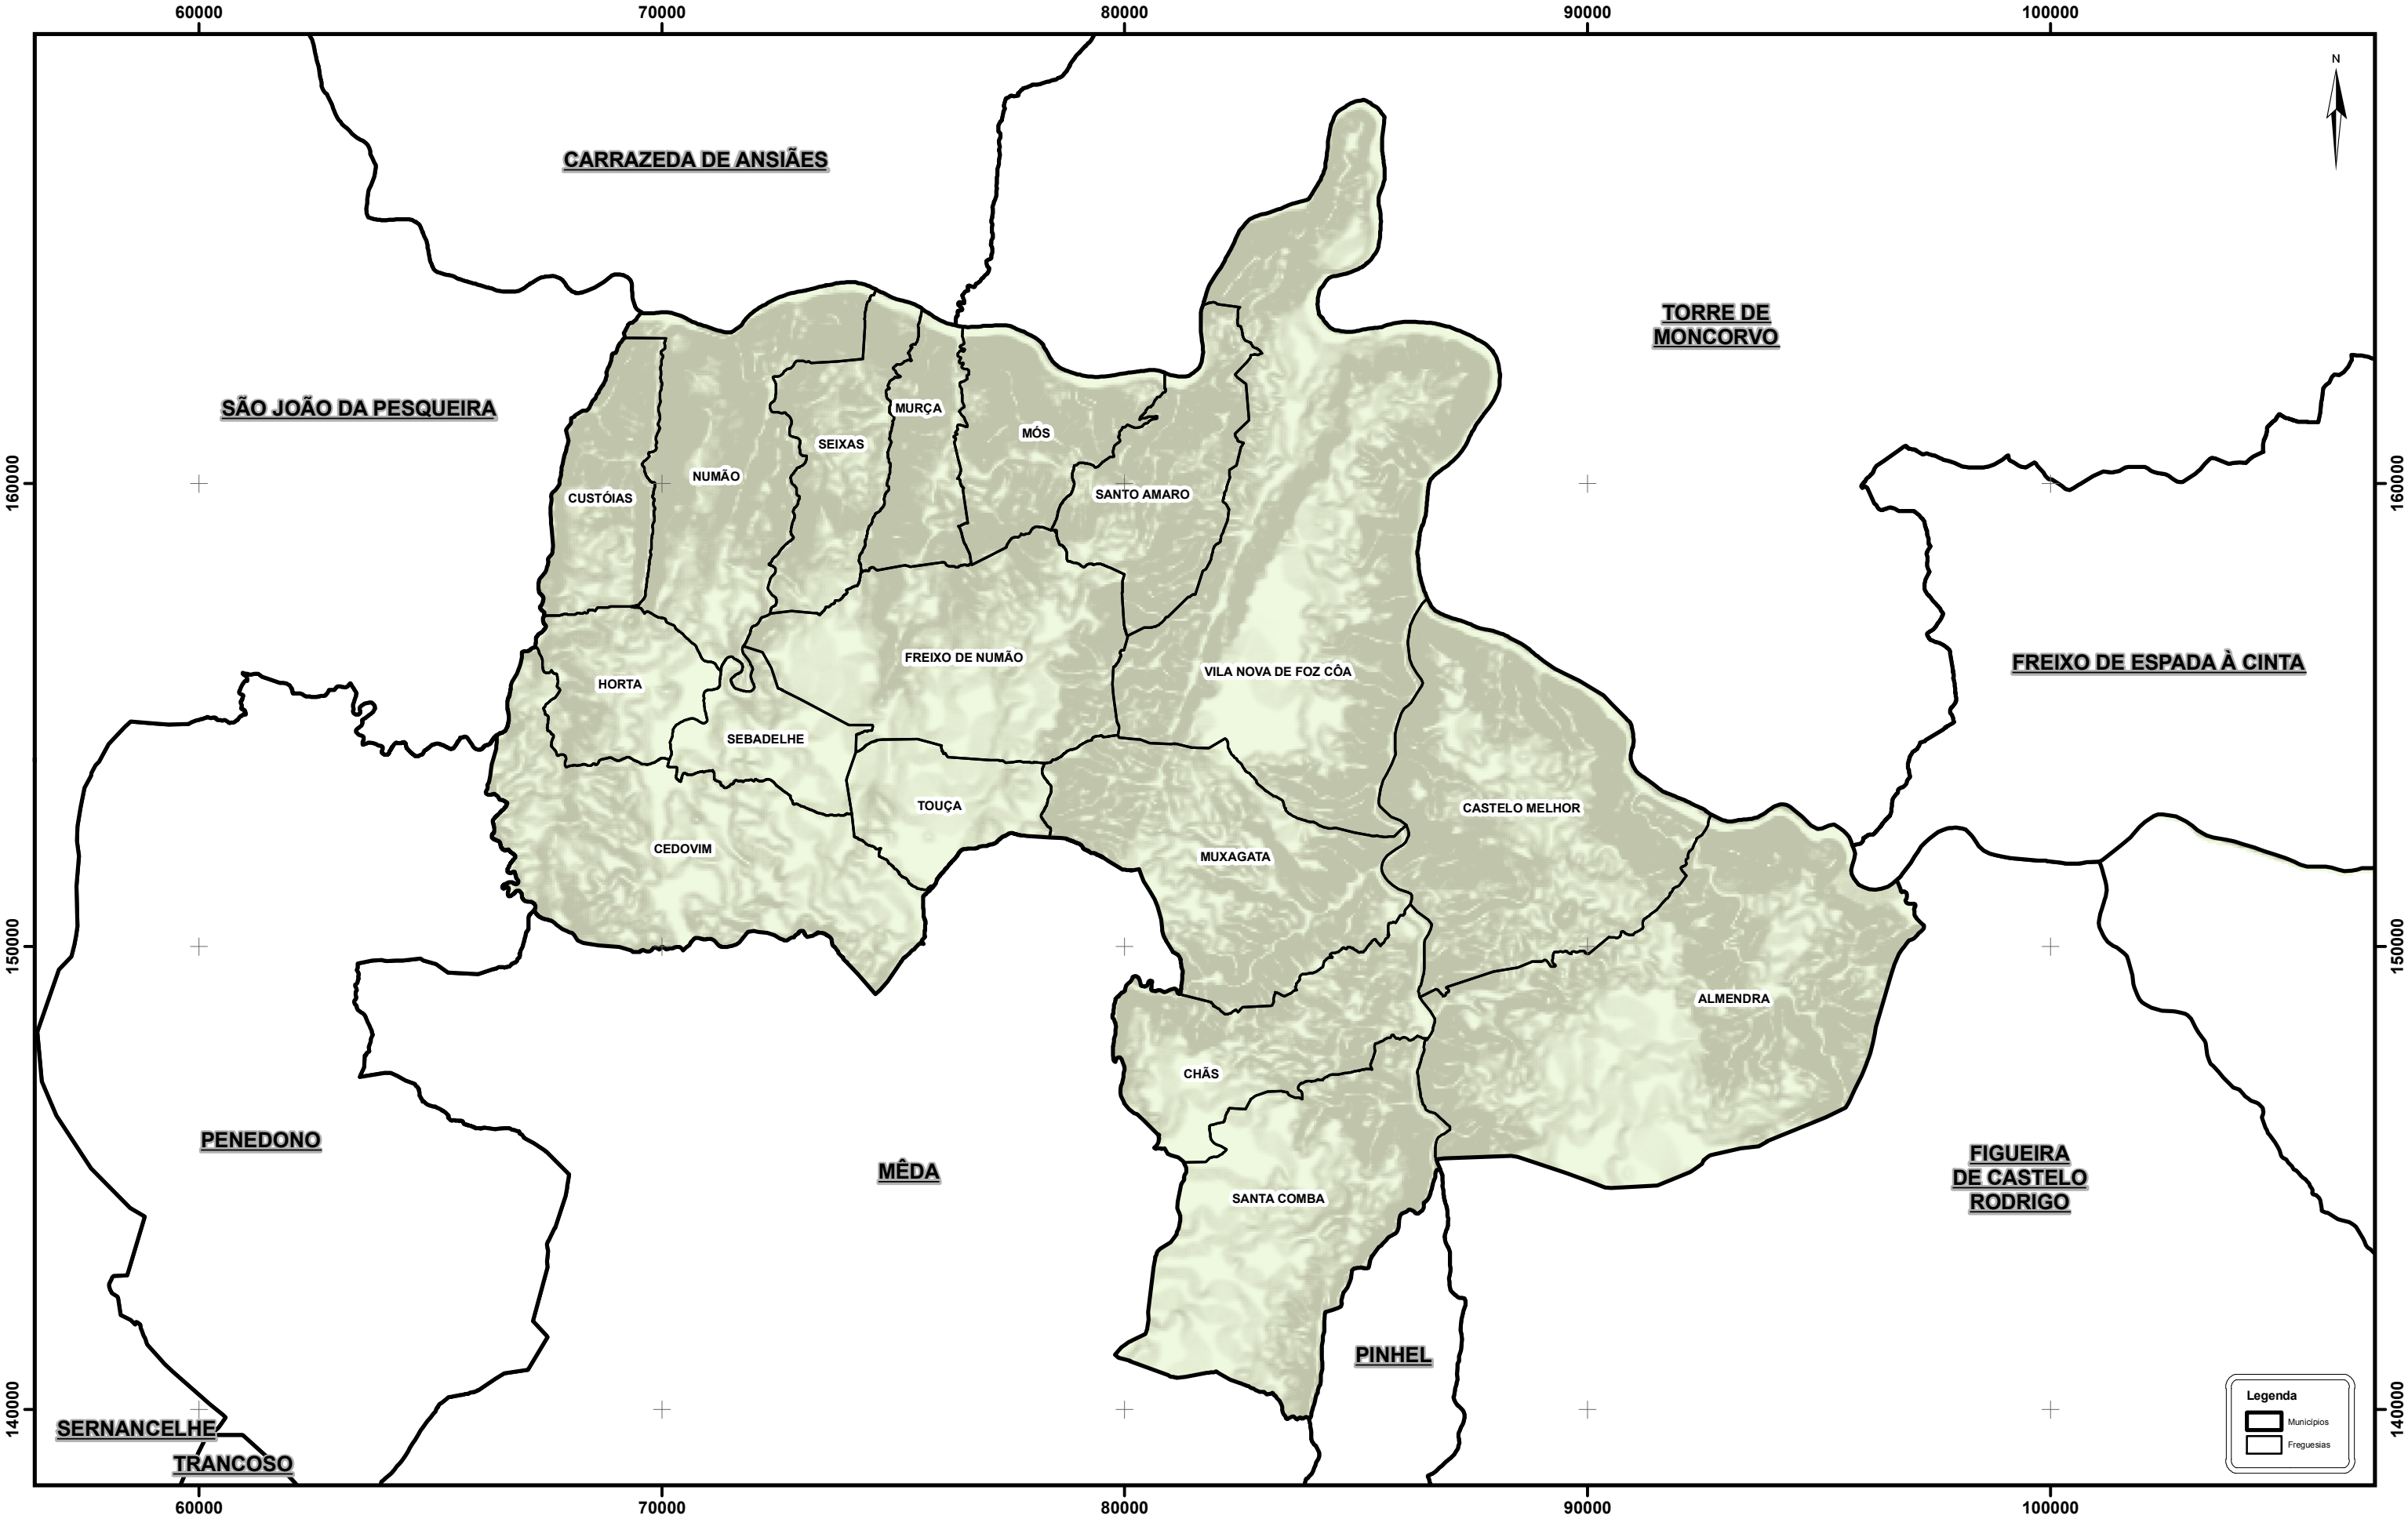 60000
70000
80000
90000
100000
N
CARRAZEDA DE ANSIÃES
TORRE DE
MONCORVO
SÃO JOÃO DA PESQUEIRA
MURÇA
MÓS
SEIXAS
NUMÃO
CUSTÓIAS
SANTO AMARO
160000
160000
FREIXO DE NUMÃO
VILA NOVA DE FOZ CÔA
FREIXO DE ESPADA À CINTA
HORTA
SEBADELHE
TOUÇA
CASTELO MELHOR
CEDOVIM
MUXAGATA
150000
150000
ALMENDRA
CHÃS
PENEDONO
MÊDA
SANTA COMBA
FIGUEIRA
DE CASTELO
RODRIGO
PINHEL
140000
140000
SERNANCELHE
TRANCOSO
Legenda
Municípios
Freguesias
60000
70000
80000
90000
100000